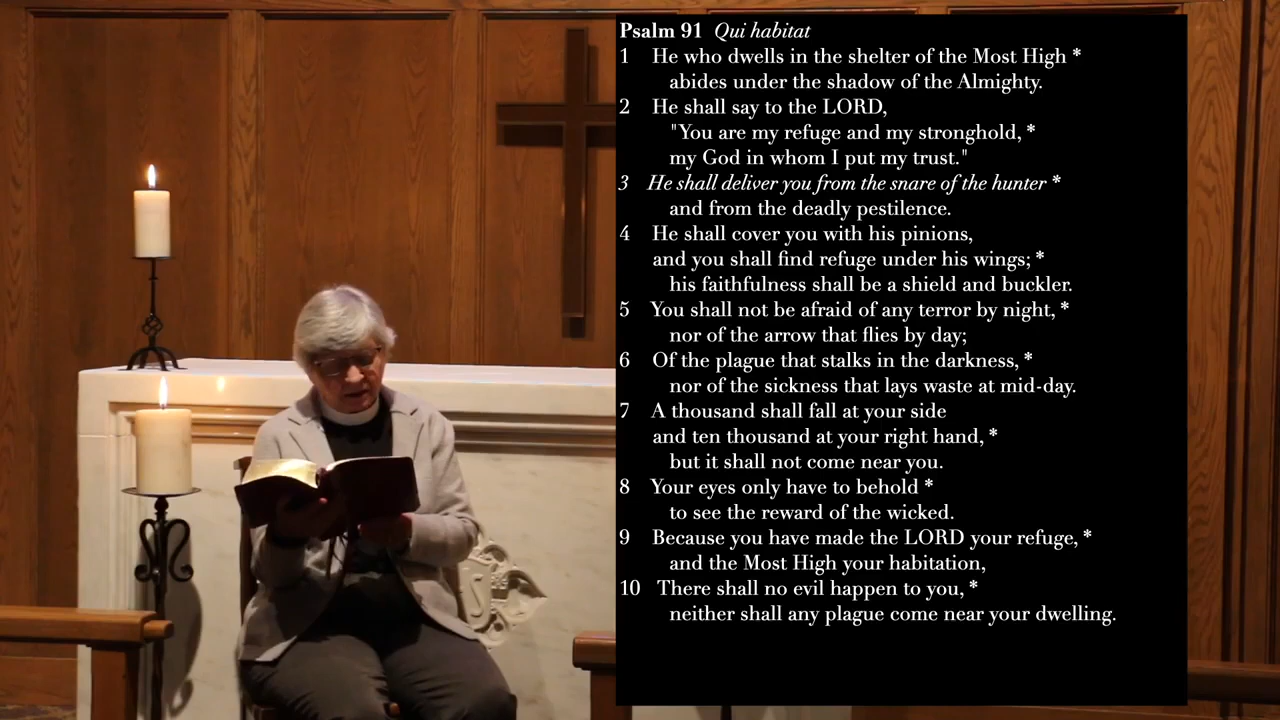 Psalm 91 Qui habitat
1 He who dwells in the shelter of the Most High *
abides under the shadow of the Almighty.
2 He shall say to the LORD,
"You are my refuge and my stronghold, *
my God in whom I put my trust."
3 He shall deliver you from the snare of the hunter *
and from the deadly pestilence.
4 He shall cover you with his pinions,
and you shall find refuge under his wings; *
his faithfulness shall be a shield and buckler.
5 You shall not be afraid of any terror by night, *
nor of the arrow that flies by day;
6 Of the plague that stalks in the darkness, *
nor of the sickness that lays waste at mid-day.
7 A thousand shall fall at your side
and ten thousand at your right hand, *
but it shall not come near you.
8 Your eyes only have to behold *
to see the reward of the wicked.
9 Because you have made the LORD your refuge, *
and the Most High your habitation,
10 There shall no evil happen to you, *
neither shall any plague come near your dwelling.